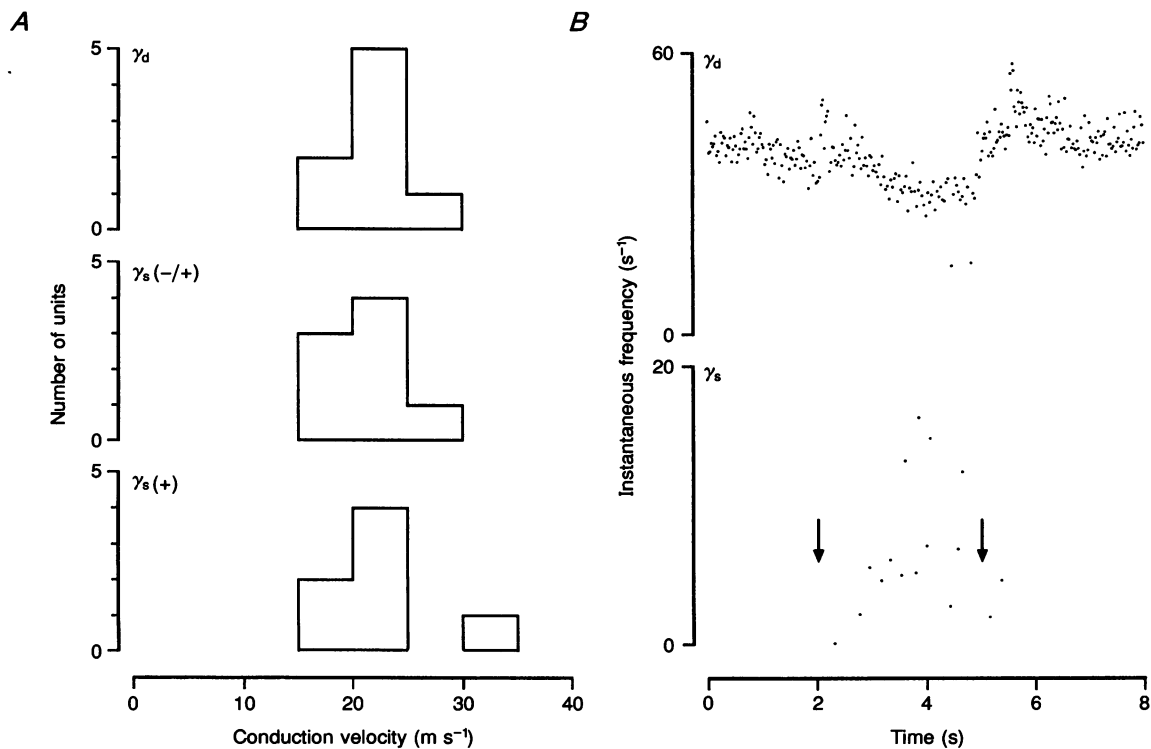 A
B
5
γd
0
5
γs (−/+)
0
5
γs (+)
0
Number of units
0 10 20 30 40
Conduction velocity (m s⁻¹)
60
γd
0
20
γs
0
Instantaneous frequency (s⁻¹)
0 2 4 6 8
Time (s)